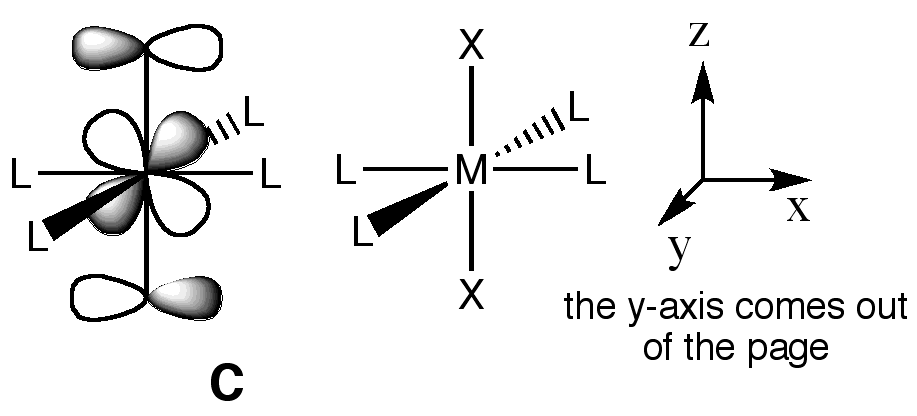 L
L
L
L
C
X
L
L
M
L
L
X
z
x
y
the y-axis comes out
of the page